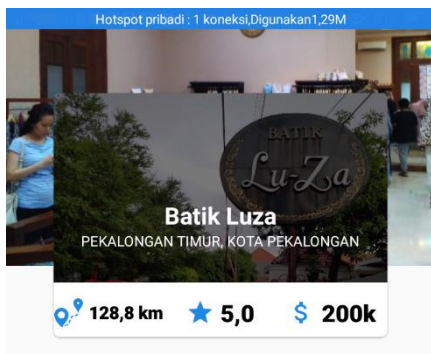 Hotspot pribadi : 1 koneksi,Digunakan1,29M
BATIK
Lu-Za
Batik Luza
PEKALONGAN TIMUR, KOTA PEKALONGAN
128,8 km
5,0
$ 200k